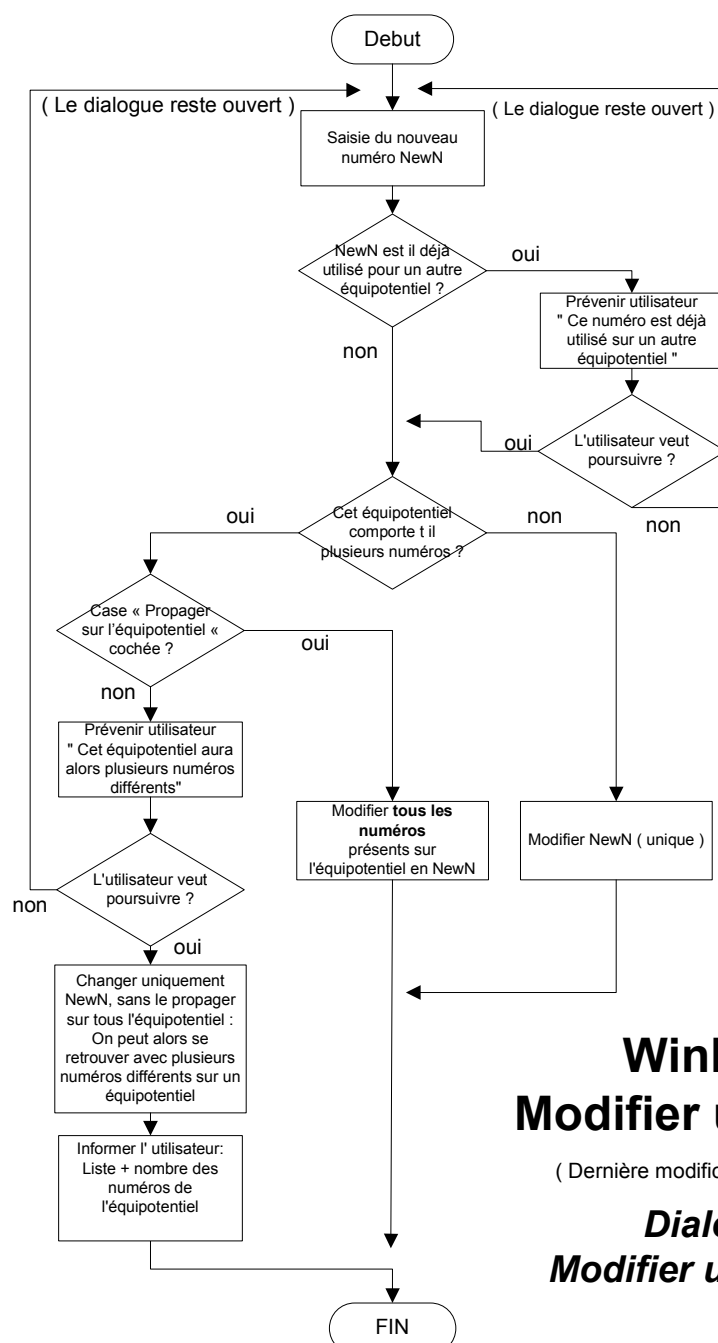 Debut
( Le dialogue reste ouvert )
( Le dialogue reste ouvert )
Saisie du nouveau
numéro NewN
NewN est il déjà
utilisé pour un autre
équipotentiel ?
oui
non
Prévenir utilisateur
" Ce numéro est déjà
utilisé sur un autre
équipotentiel "
L'utilisateur veut
poursuivre ?
oui
non
Cet équipotentiel
comporte t il
plusieurs numéros ?
oui
non
Case « Propager
sur l'équipotentiel «
cochée ?
oui
non
Prévenir utilisateur
" Cet équipotentiel aura
alors plusieurs numéros
différents"
Modifier tous les
numéros
présents sur
l'équipotentiel en NewN
Modifier NewN ( unique )
L'utilisateur veut
poursuivre ?
non
oui
Changer uniquement
NewN, sans le propager
sur tous l'équipotentiel :
On peut alors se
retrouver avec plusieurs
numéros différents sur un
équipotentiel
Informer l' utilisateur:
Liste + nombre des
numéros de
l'équipotentiel
Modifier
( Dernière
Modifier
FIN